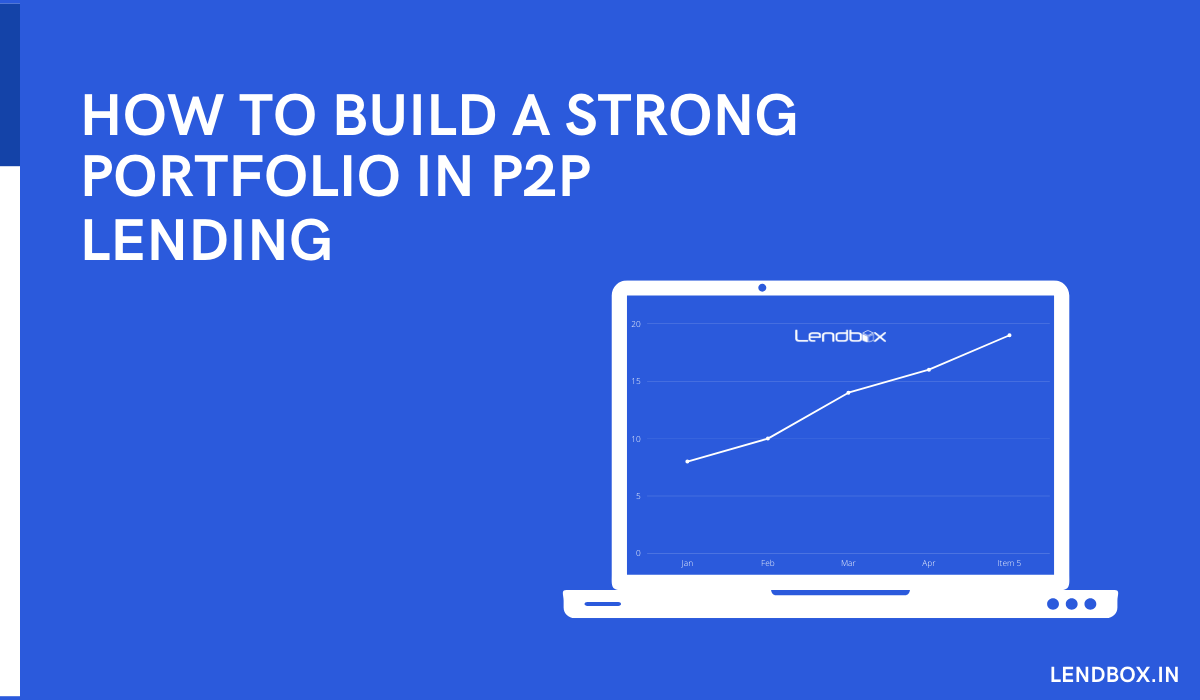 HOW TO BUILD A STRONG
PORTFOLIO IN P2P
LENDING
Lendbox
20
15
10
5
0
Jan Feb Mar Apr Item 5
LENDBOX.IN